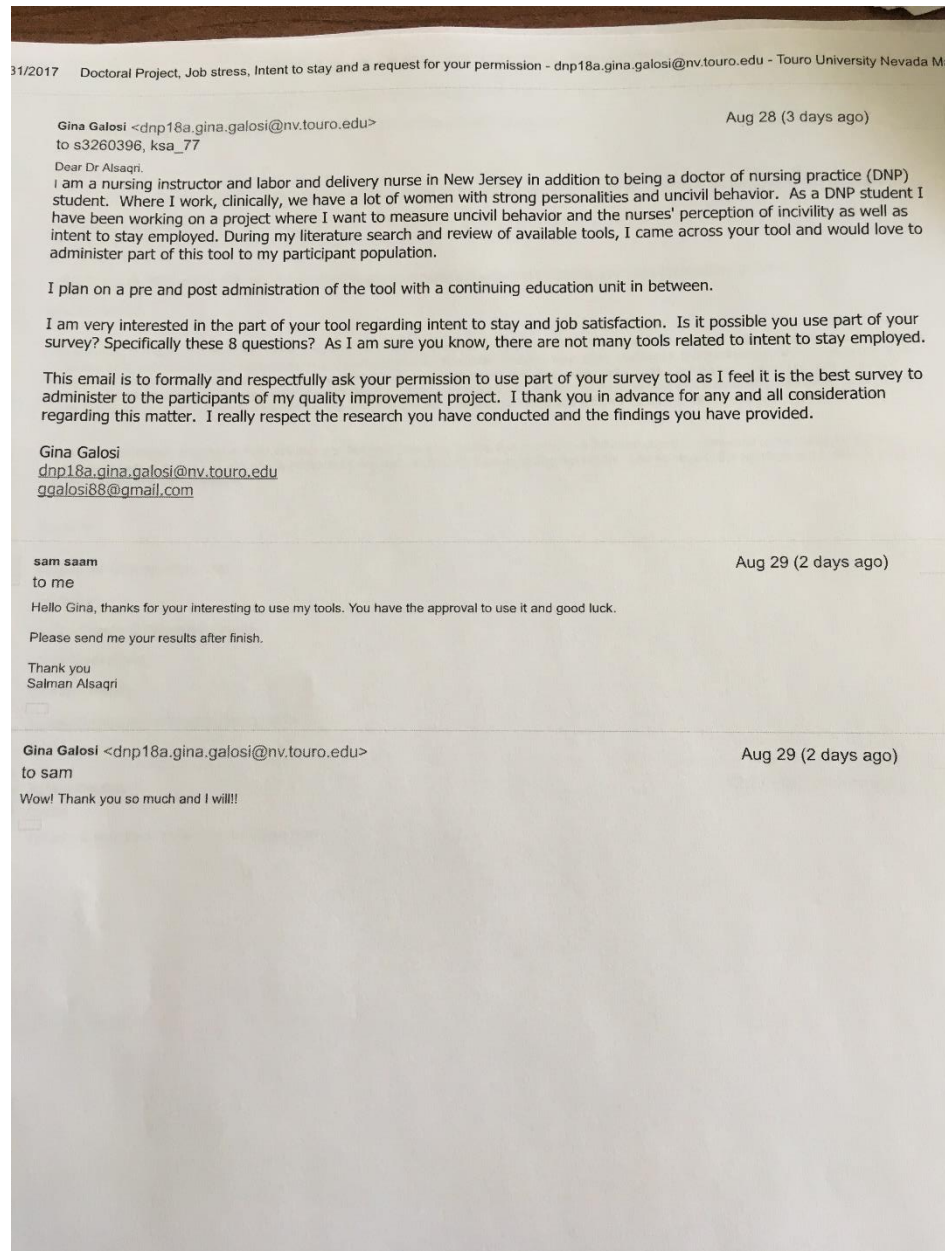 31/2017 Doctoral Project, Job stress, Intent to stay and a request for your permission - dnp18a.gina.galosi@nv.touro.edu - Touro University Nevada M
Gina Galosi <dnp18a.gina.galosi@nv.touro.edu>
Aug 28 (3 days ago)
to s3260396, ksa_77
Dear Dr Alsaqri.
I am a nursing instructor and labor and delivery nurse in New Jersey in addition to being a doctor of nursing practice (DNP)
student. Where I work, clinically, we have a lot of women with strong personalities and uncivil behavior. As a DNP student I
have been working on a project where I want to measure uncivil behavior and the nurses' perception of incivility as well as
intent to stay employed. During my literature search and review of available tools, I came across your tool and would love to
administer part of this tool to my participant population.
I plan on a pre and post administration of the tool with a continuing education unit in between.
I am very interested in the part of your tool regarding intent to stay and job satisfaction. Is it possible you use part of your
survey? Specifically these 8 questions? As I am sure you know, there are not many tools related to intent to stay employed.
This email is to formally and respectfully ask your permission to use part of your survey tool as I feel it is the best survey to
administer to the participants of my quality improvement project. I thank you in advance for any and all consideration
regarding this matter. I really respect the research you have conducted and the findings you have provided.
Gina Galosi
dnp18a.gina.galosi@nv.touro.edu
ggalosi88@gmail.com
sam saam
Aug 29 (2 days ago)
to me
Hello Gina, thanks for your interesting to use my tools. You have the approval to use it and good luck.
Please send me your results after finish.
Thank you
Salman Alsaqri
Gina Galosi <dnp18a.gina.galosi@nv.touro.edu>
Aug 29 (2 days ago)
to sam
Wow! Thank you so much and I will!!